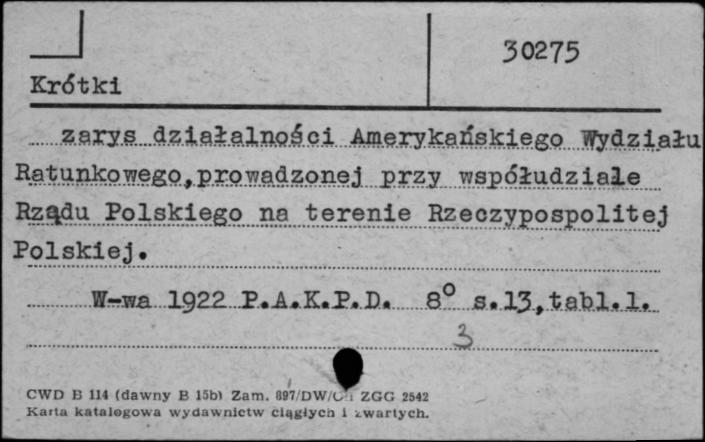 30275
Krótki
zarys działalności Amerykańskiego Wydziału
Ratunkowego,prowadzonej przy współudziale
Rządu Polskiego na terenie Rzeczypospolitej
Polskiej.
W-wa 1922 P.A.K.P.D. 8° s.13,tabl.1.
3
CWD B 114 (dawny B 15b) Zam. 897/DW/ ZGG 2542
Karta katalogowa wydawnictw ciągłych i zwartych.